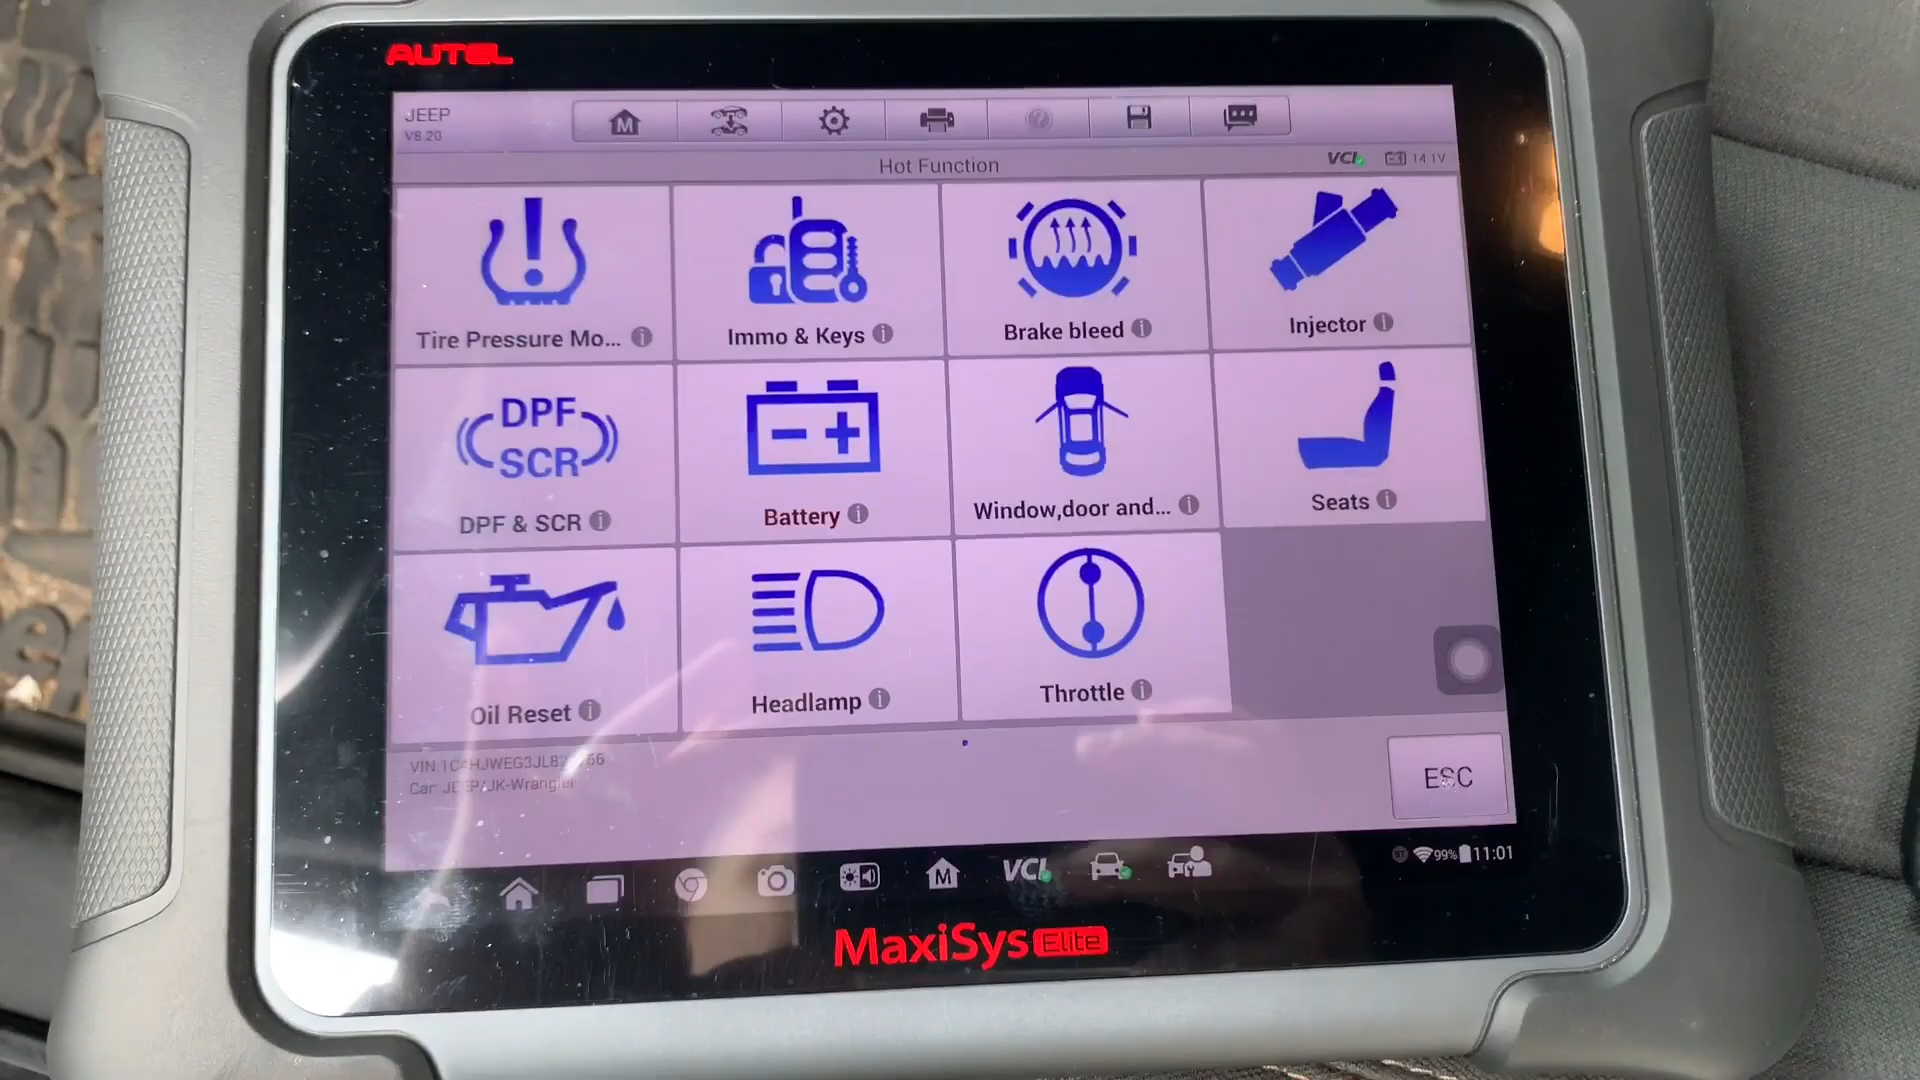 AUTEL
JEEP
V8.20
M
Hot Function
VCI
14.1V
Tire Pressure Mo...
Immo & Keys
Brake bleed
Injector
DPF
SCR
DPF & SCR
Battery
Window,door and...
Seats
Oil Reset
Headlamp
Throttle
Car: JEEP/JK-Wrangler
ESC
M
VCI
99%
11:01
MaxiSys Elite